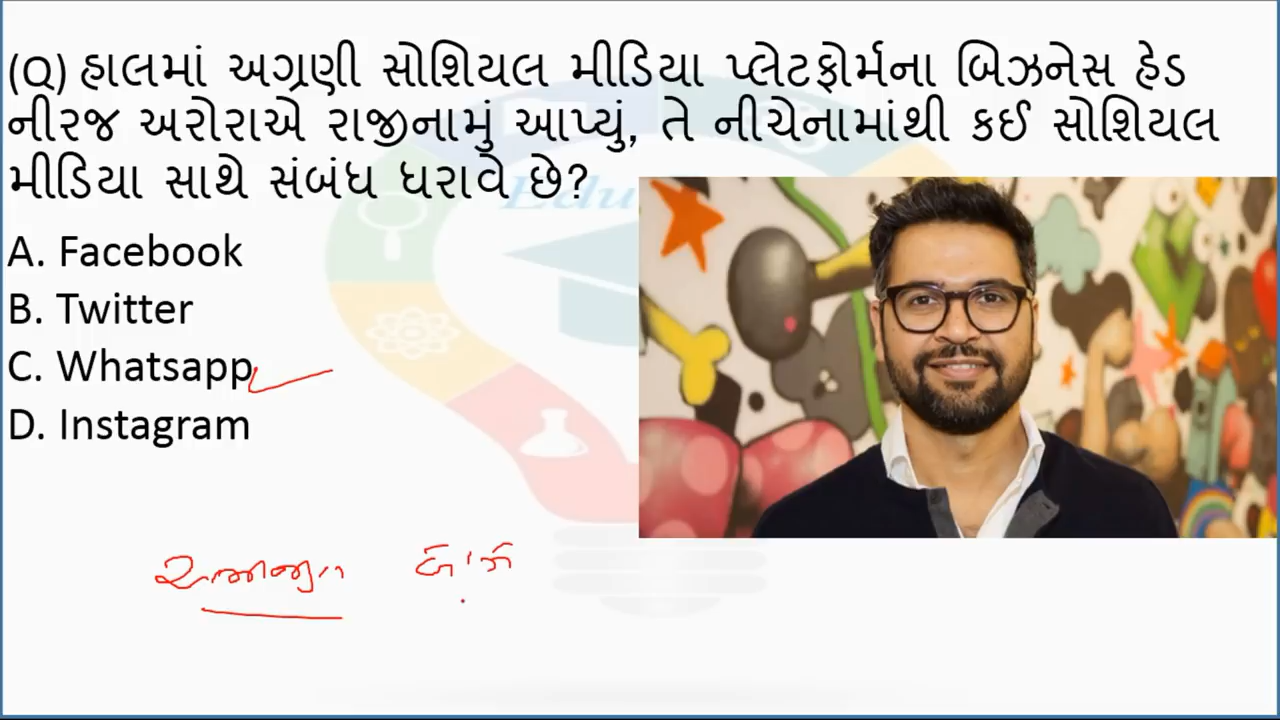 (Q) હાલમાં અગ્રણી સોશિયલ મીડિયા પ્લેટફોર્મના બિઝનેસ હેડ
નીરજ અરોરાએ રાજીનામું આપ્યું, તે નીચેનામાંથી કઈ સોશિયલ
મીડિયા સાથે સંબંધ ધરાવે છે?
A. Facebook
B. Twitter
C. Whatsapp
D. Instagram